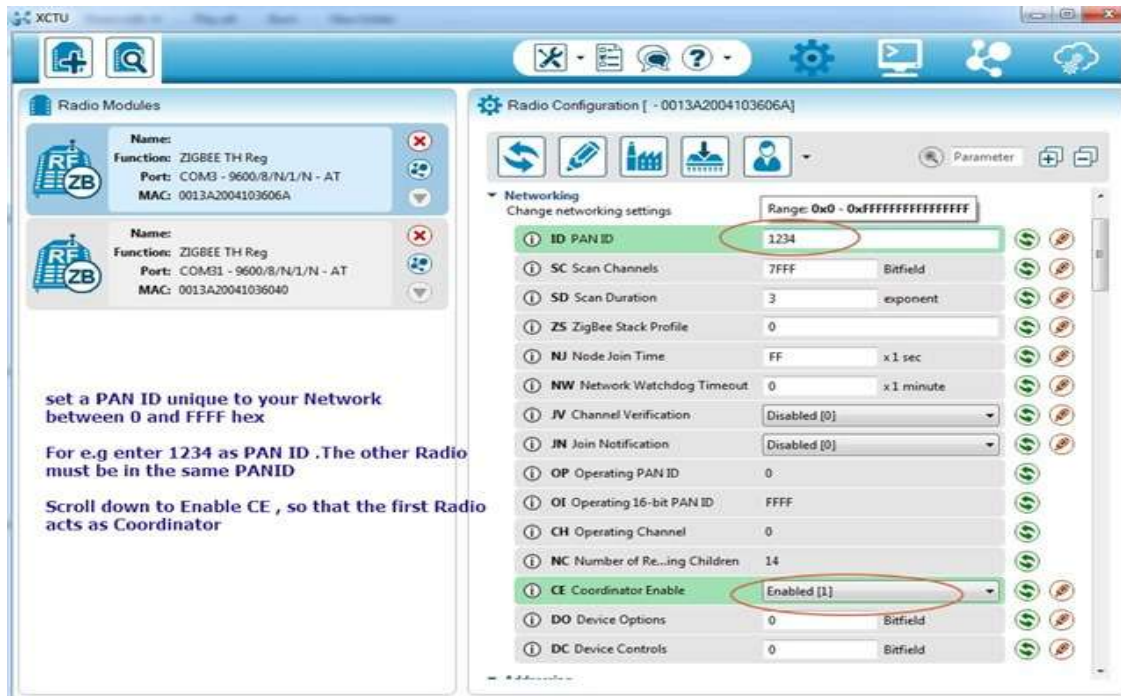 XCTU
Radio Modules
Name:
Function: ZIGBEE TH Reg
Port: COM3 - 9600/8/N/1/N - AT
MAC: 0013A2004103606A
RF
ZB
Name:
Function: ZIGBEE TH Reg
Port: COM31 - 9600/8/N/1/N - AT
MAC: 0013A20041036040
RF
ZB
set a PAN ID unique to your Network
between 0 and FFFF hex
For e.g enter 1234 as PAN ID .The other Radio
must be in the same PANID
Scroll down to Enable CE , so that the first Radio
acts as Coordinator
Radio Configuration [ - 0013A2004103606A]
Parameter
Networking
Change networking settings
Range: 0x0 - 0xFFFFFFFFFFFFFFFF
ID PAN ID 1234
SC Scan Channels 7FFF Bitfield
SD Scan Duration 3 exponent
ZS ZigBee Stack Profile 0
NJ Node Join Time FF x 1 sec
NW Network Watchdog Timeout 0 x 1 minute
JV Channel Verification Disabled [0]
JN Join Notification Disabled [0]
OP Operating PAN ID 0
OI Operating 16-bit PAN ID FFFF
CH Operating Channel 0
NC Number of Re...ing Children 14
CE Coordinator Enable Enabled [1]
DO Device Options 0 Bitfield
DC Device Controls 0 Bitfield